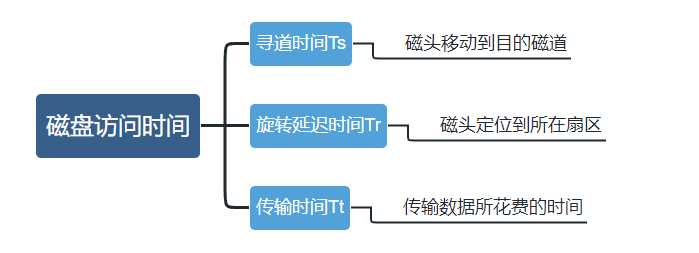 寻道时间Ts
磁头移动到目的磁道
磁盘访问时间
旋转延迟时间Tr
磁头定位到所在扇区
传输时间Tt
传输数据所花费的时间